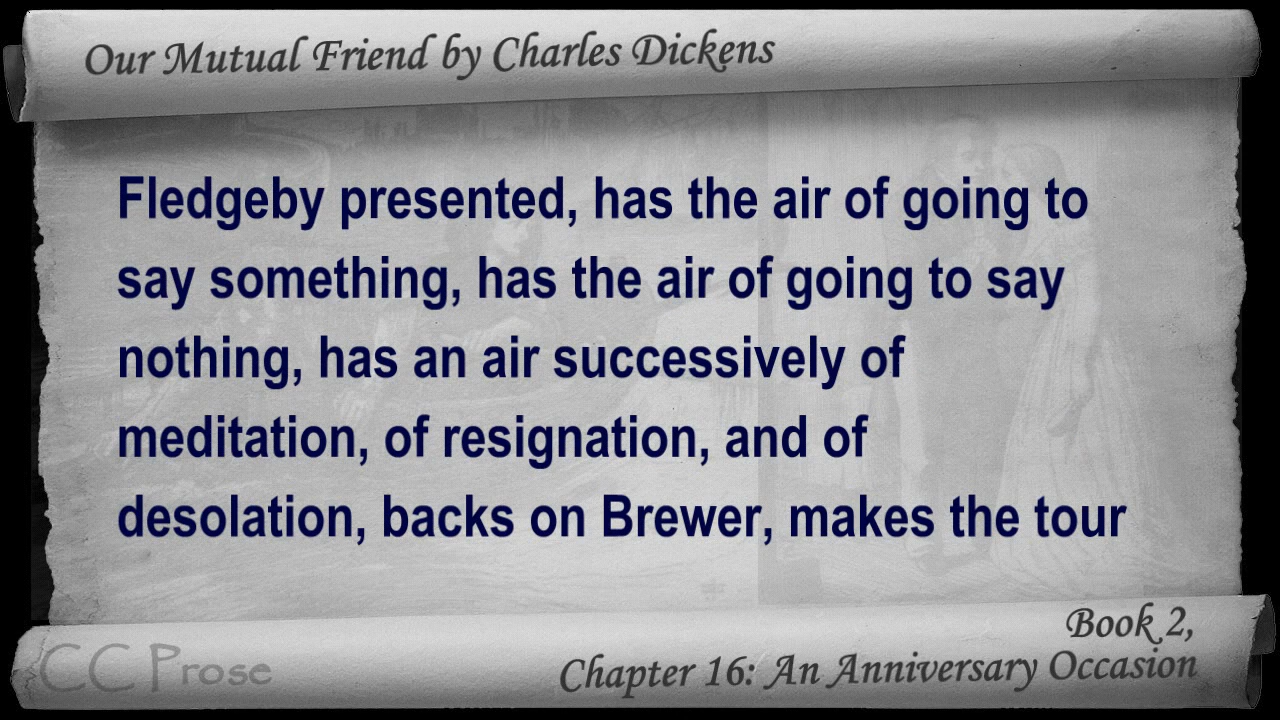 Our Mutual Friend by Charles Dickens
Fledgeby presented, has the air of going to
say something, has the air of going to say
nothing, has an air successively of
meditation, of resignation, and of
desolation, backs on Brewer, makes the tour
Book 2,
Chapter 16: An Anniversary Occasion
CC Prose